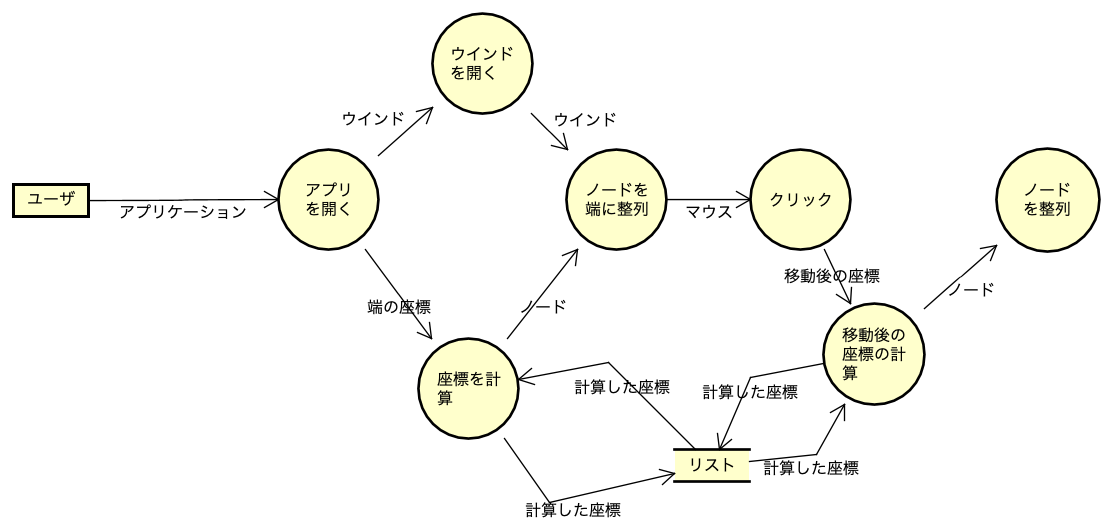 ウインド
を開く
ウインド
ウインド
ユーザ
アプリケーション
アプリ
を開く
ノードを
端に整列
マウス
クリック
ノード
を整列
移動後の座標
ノード
端の座標
ノード
移動後の
座標の計
算
座標を計
算
計算した座標
計算した座標
リスト
計算した座標
計算した座標